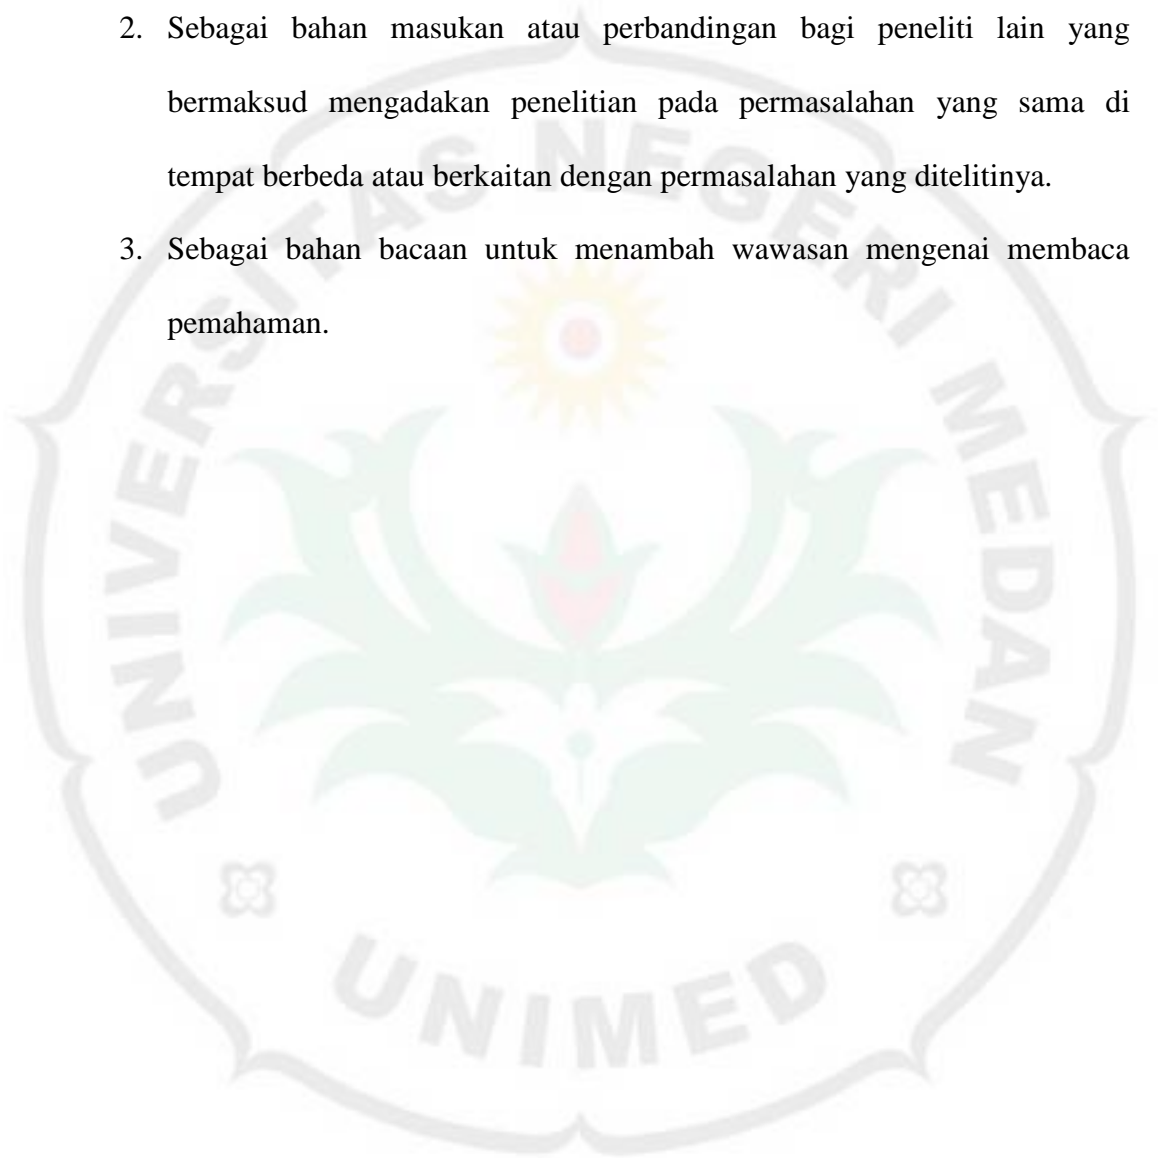 2. Sebagai bahan masukan atau perbandingan bagi peneliti lain yang
bermaksud mengadakan penelitian pada permasalahan yang sama di
tempat berbeda atau berkaitan dengan permasalahan yang ditelitinya.
3. Sebagai bahan bacaan untuk menambah wawasan mengenai membaca
pemahaman.
UNIVERSITAS NEGERI MEDAN
UNIMED